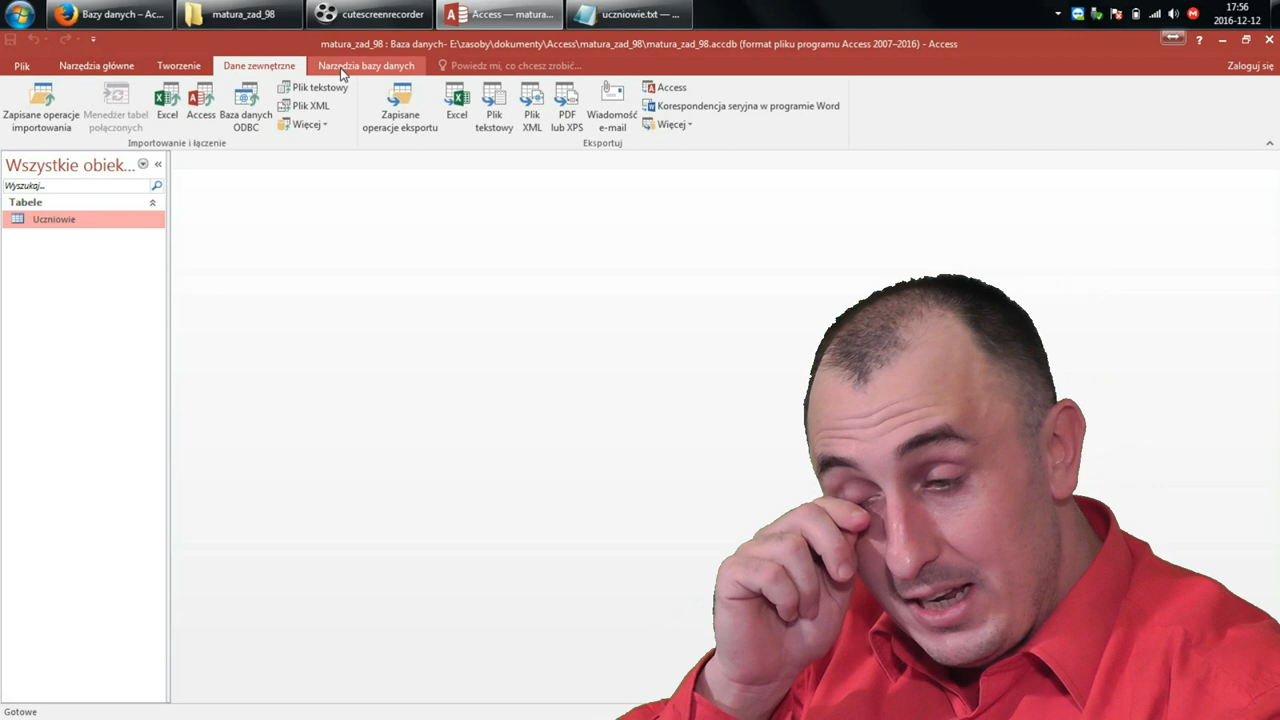 Bazy danych – Ac...
matura_zad_98
cutescreenrecorder
Access — matura...
uczniowie.txt — ...
17:56
2016-12-12
matura_zad_98 : Baza danych- E:\zasoby\dokumenty\Access\matura_zad_98\matura_zad_98.accdb (format pliku programu Access 2007–2016) - Access
Plik
Narzędzia główne
Tworzenie
Dane zewnętrzne
Narzędzia bazy danych
Powiedz mi, co chcesz zrobić...
Zaloguj się
Zapisane operacje
importowania
Menedżer tabel
połączonych
Excel
Access
Baza danych
ODBC
Plik tekstowy
Plik XML
Więcej
Importowanie i łączenie
Zapisane
operacje eksportu
Excel
Plik
tekstowy
Plik
XML
PDF
lub XPS
Wiadomość
e-mail
Access
Korespondencja seryjna w programie Word
Więcej
Eksportuj
Wszystkie obiek...
Wyszukaj...
Tabele
Uczniowie
Gotowe